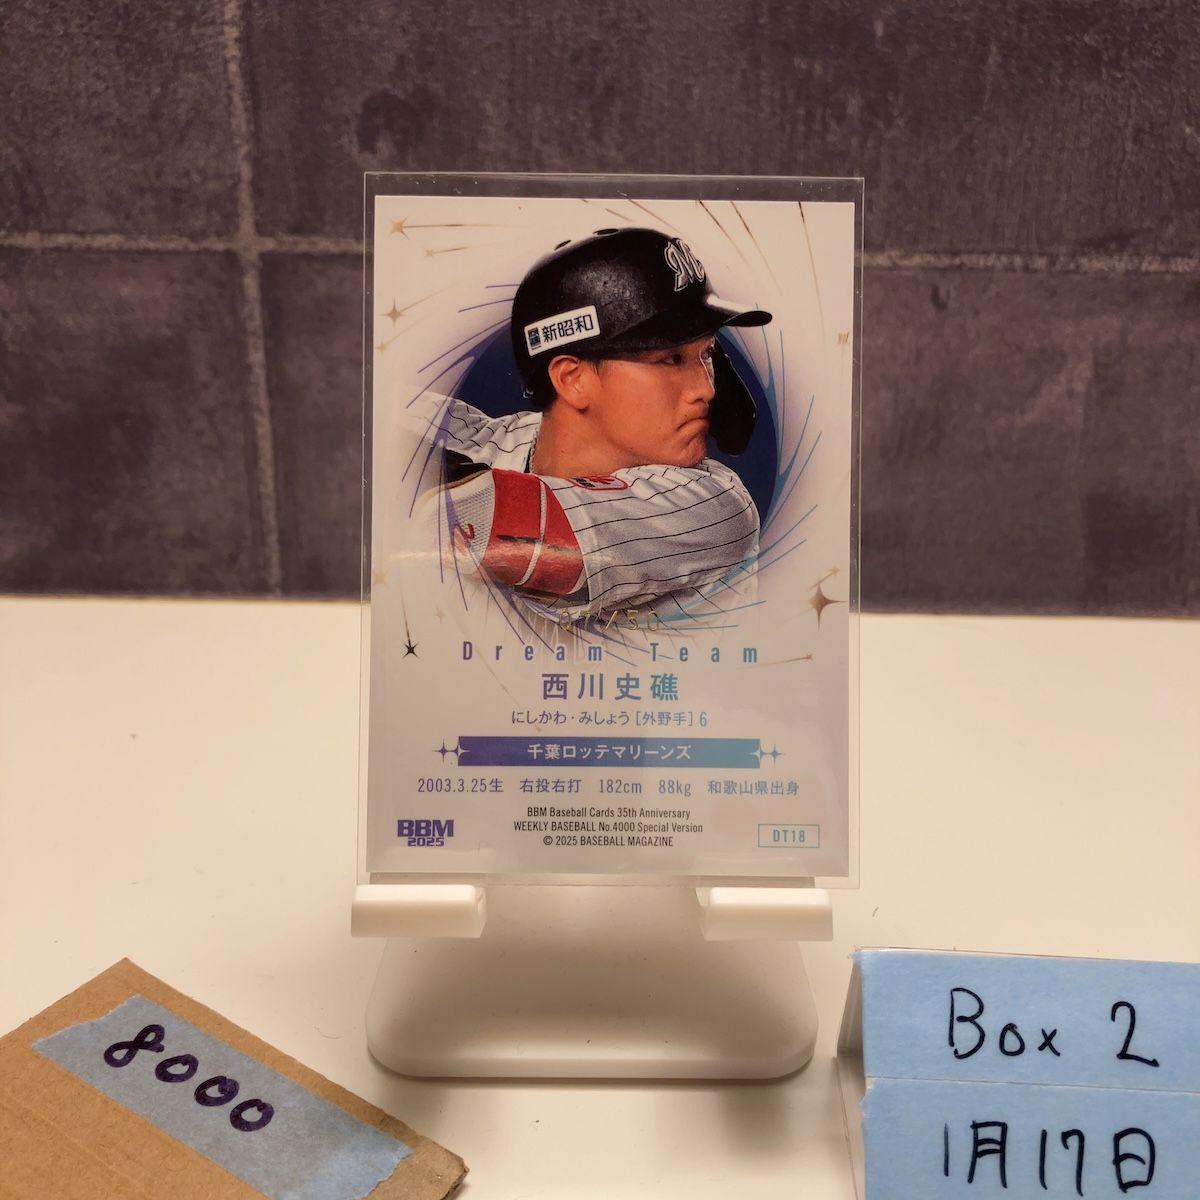 M
新昭和
2
07/50
Dream Team
西川史礁
にしかわ・みしょう [外野手] 6
千葉ロッテマリーンズ
2003.3.25生 右投右打 182cm 88kg 和歌山県出身
BBM Baseball Cards 35th Anniversary
WEEKLY BASEBALL No.4000 Special Version
© 2025 BASEBALL MAGAZINE
BBM
2025
DT18
8000
Box 2
1月17日